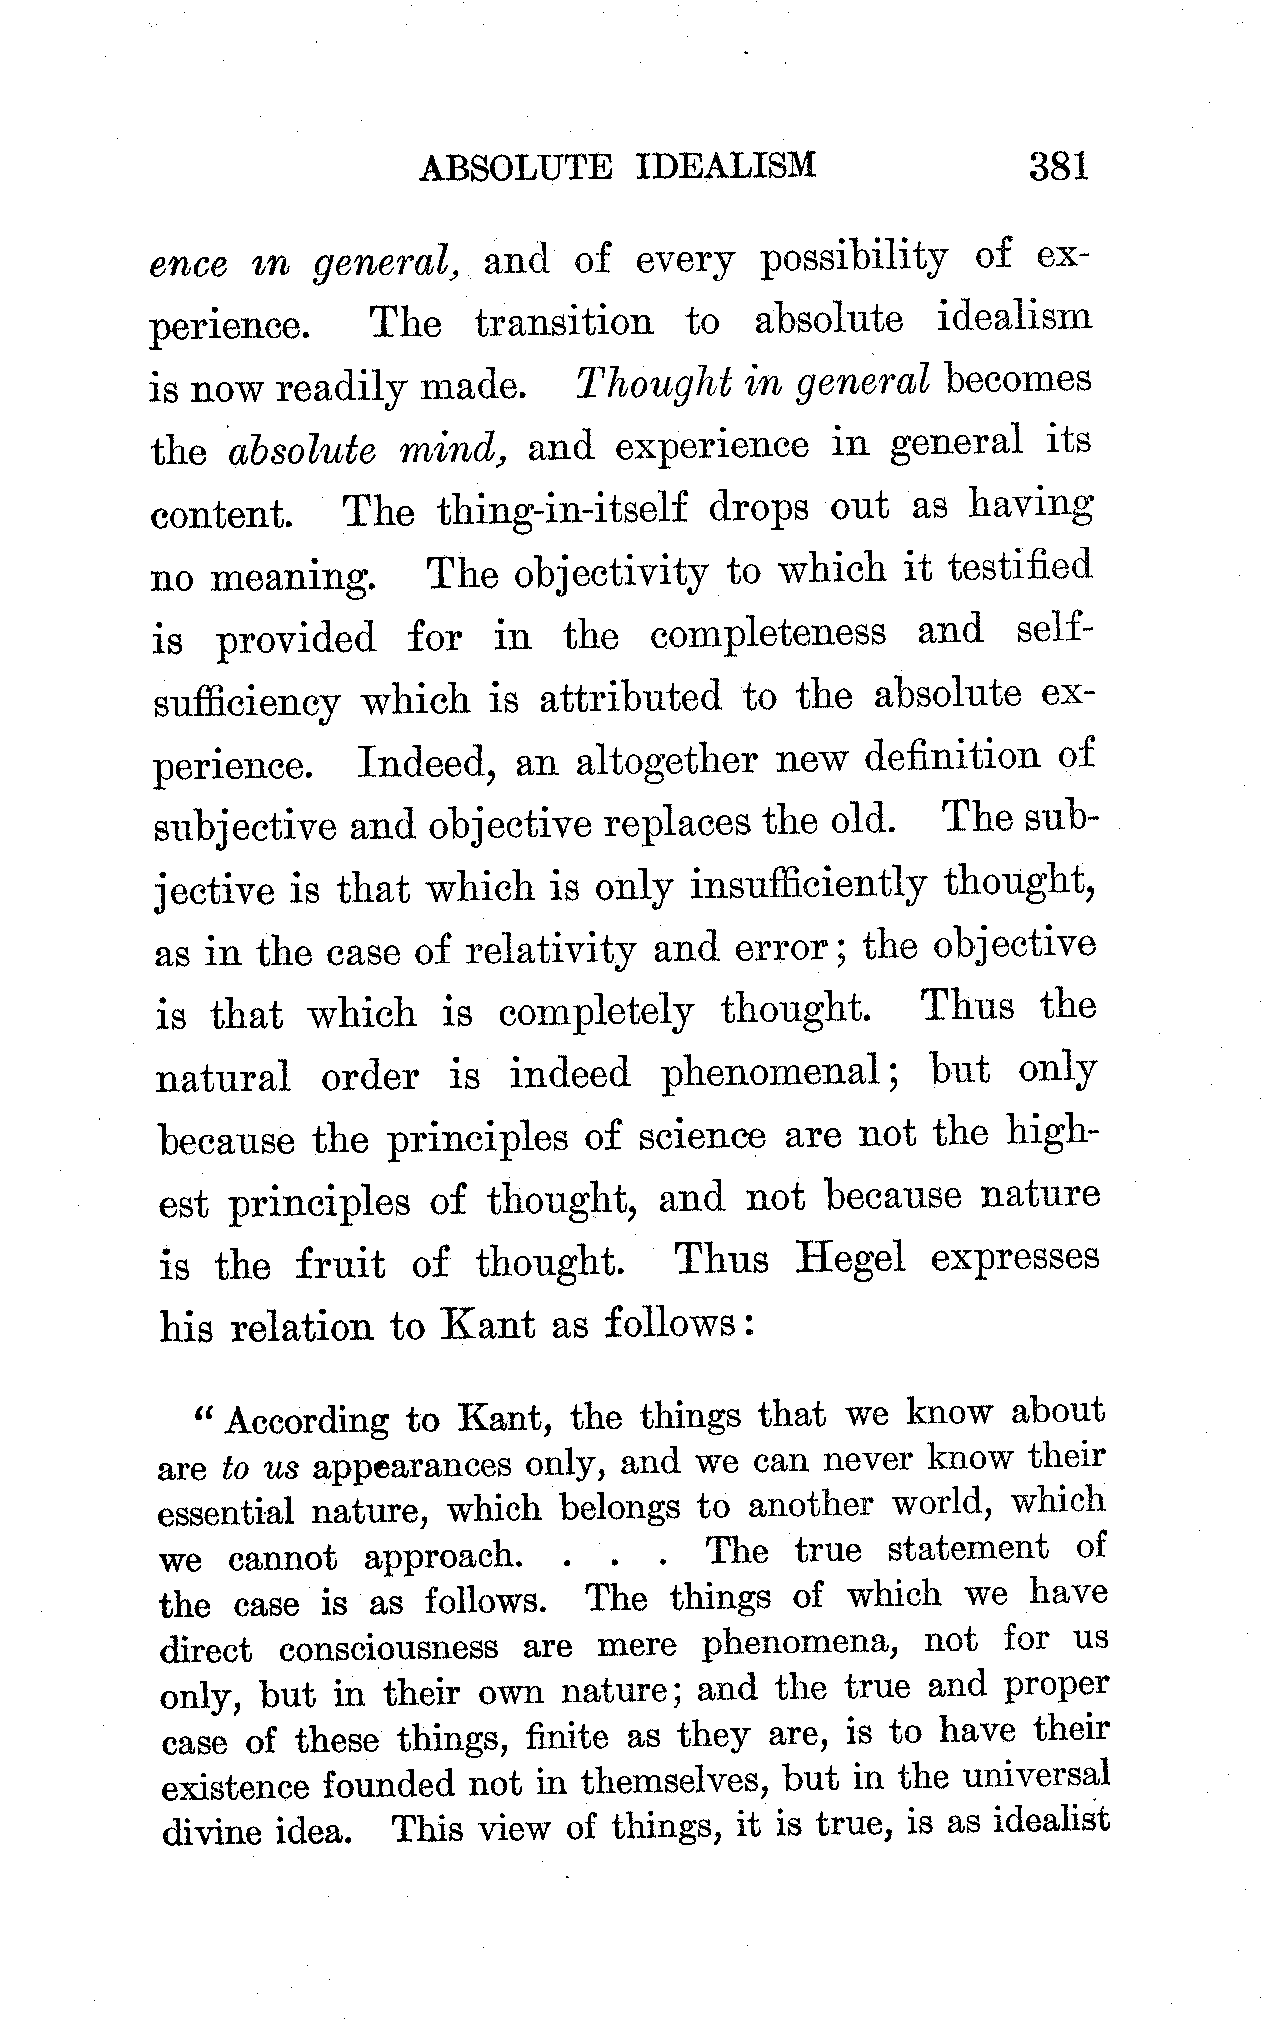 ABSOLUTE IDEALISM 381
ence in general, and of every possibility of ex-
perience. The transition to absolute idealism
is now readily made. Thought in general becomes
the absolute mind, and experience in general its
content. The thing-in-itself drops out as having
no meaning. The objectivity to which it testified
is provided for in the completeness and self-
sufficiency which is attributed to the absolute ex-
perience. Indeed, an altogether new definition of
subjective and objective replaces the old. The sub-
jective is that which is only insufficiently thought,
as in the case of relativity and error; the objective
is that which is completely thought. Thus the
natural order is indeed phenomenal; but only
because the principles of science are not the high-
est principles of thought, and not because nature
is the fruit of thought. Thus Hegel expresses
his relation to Kant as follows:
“According to Kant, the things that we know about
are to us appearances only, and we can never know their
essential nature, which belongs to another world, which
we cannot approach. . . . The true statement of
the case is as follows. The things of which we have
direct consciousness are mere phenomena, not for us
only, but in their own nature; and the true and proper
case of these things, finite as they are, is to have their
existence founded not in themselves, but in the universal
divine idea. This view of things, it is true, is as idealist